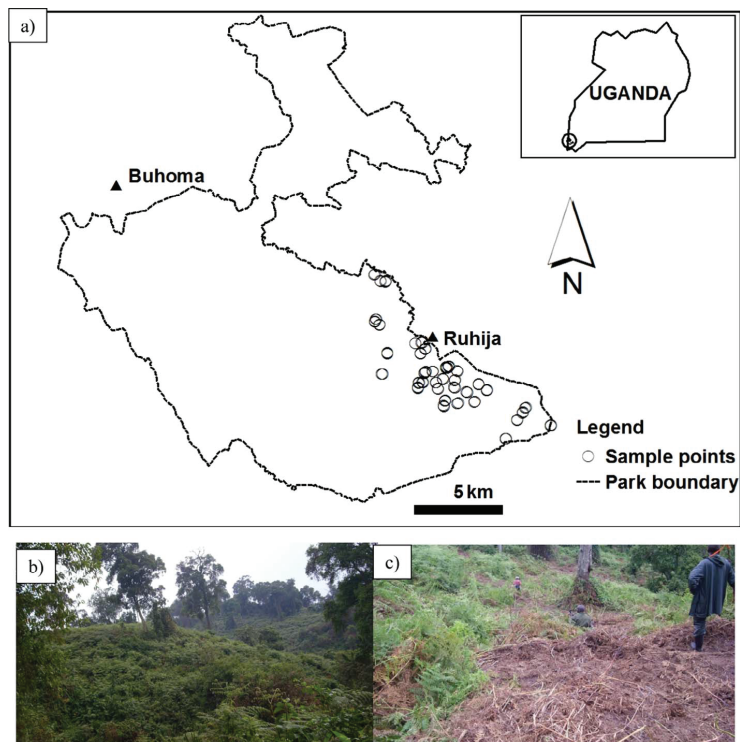 a)
UGANDA
Buhoma
N
Ruhija
Legend
Sample points
Park boundary
5 km
b)
c)